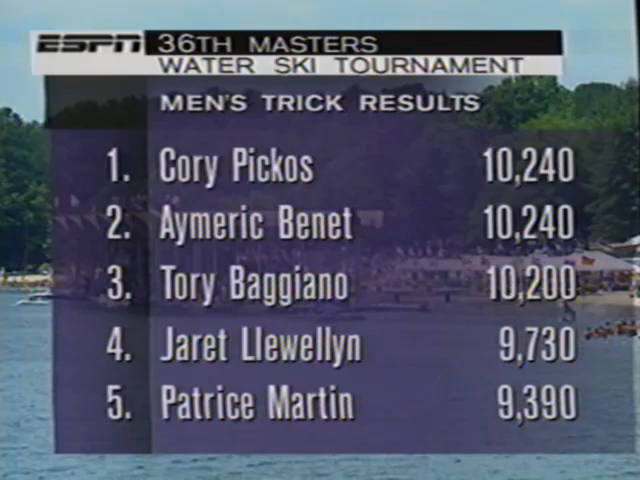 ESPN 36TH MASTERS
WATER SKI TOURNAMENT
MEN'S TRICK RESULTS
1. Cory Pickos 10,240
2. Aymeric Benet 10,240
3. Tory Baggiano 10,200
4. Jaret Llewellyn 9,730
5. Patrice Martin 9,390